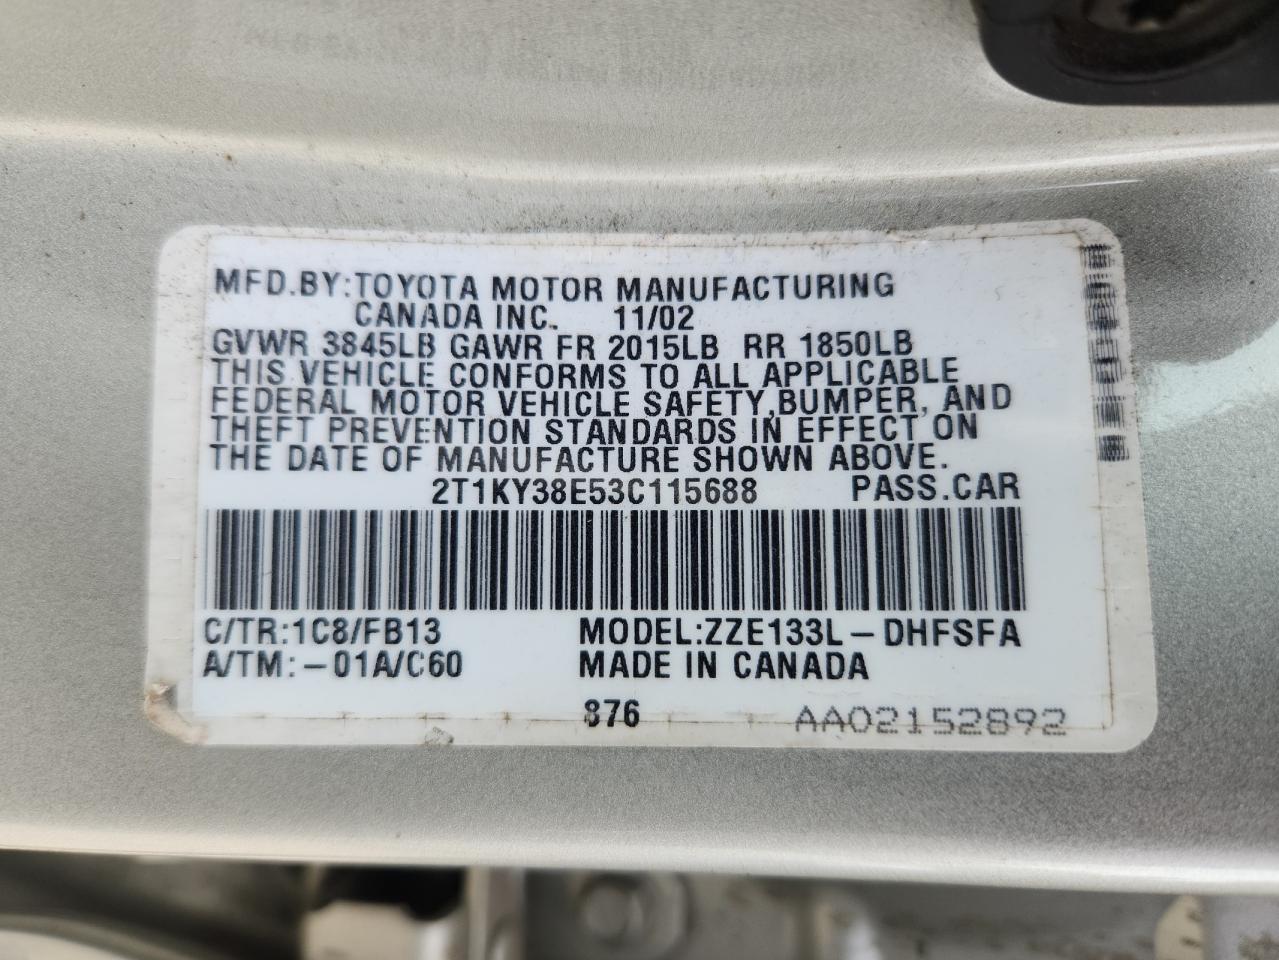 MFD.BY:TOYOTA MOTOR MANUFACTURING
CANADA INC. 11/02
GVWR 3845LB GAWR FR 2015LB RR 1850LB
THIS VEHICLE CONFORMS TO ALL APPLICABLE
FEDERAL MOTOR VEHICLE SAFETY,BUMPER, AND
THEFT PREVENTION STANDARDS IN EFFECT ON
THE DATE OF MANUFACTURE SHOWN ABOVE.
2T1KY38E53C115688 PASS.CAR
C/TR:1C8/FB13 MODEL:ZZE133L-DHFSFA
A/TM:-01A/C60 MADE IN CANADA
876 AA02152892